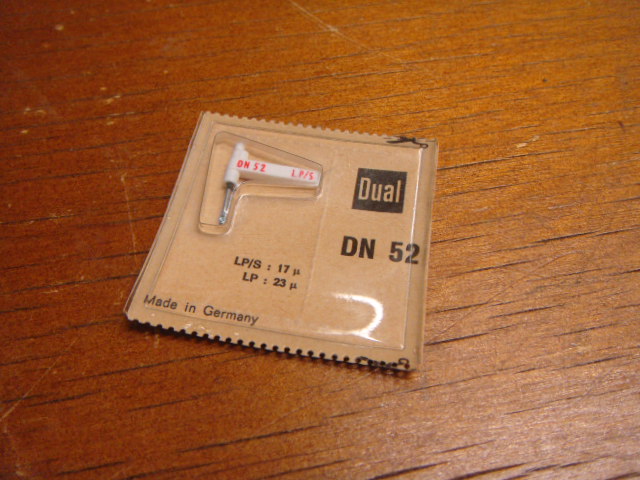 DN 52 LP/S
Dual
DN 52
LP/S : 17 µ
LP : 23 µ
Made in Germany